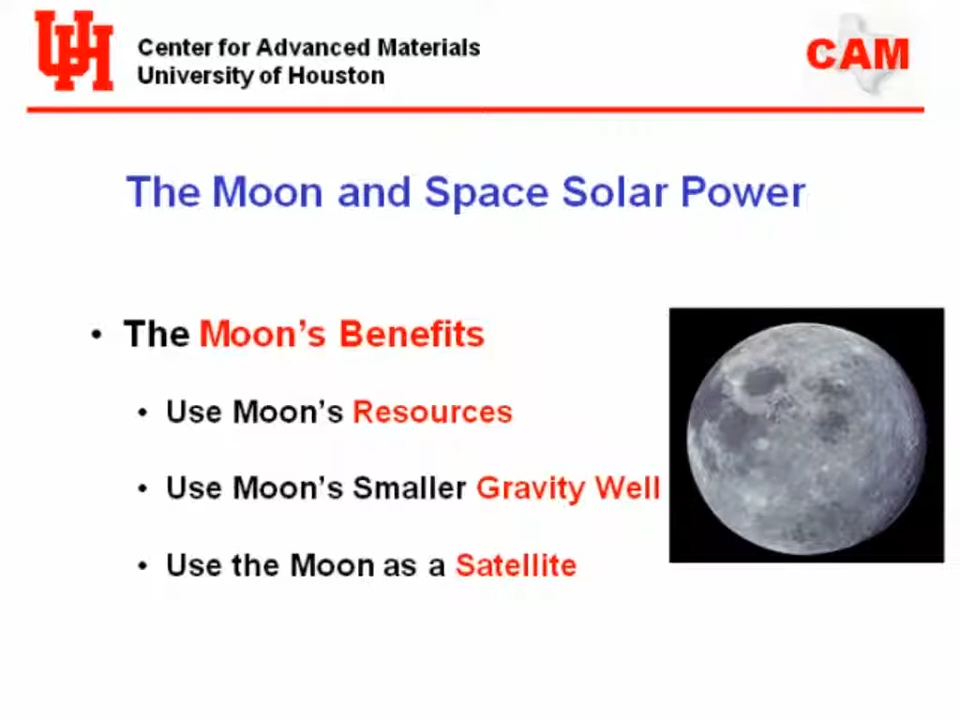 UH
Center for Advanced Materials
University of Houston
CAM
The Moon and Space Solar Power
• The Moon's Benefits
• Use Moon's Resources
• Use Moon's Smaller Gravity Well
• Use the Moon as a Satellite